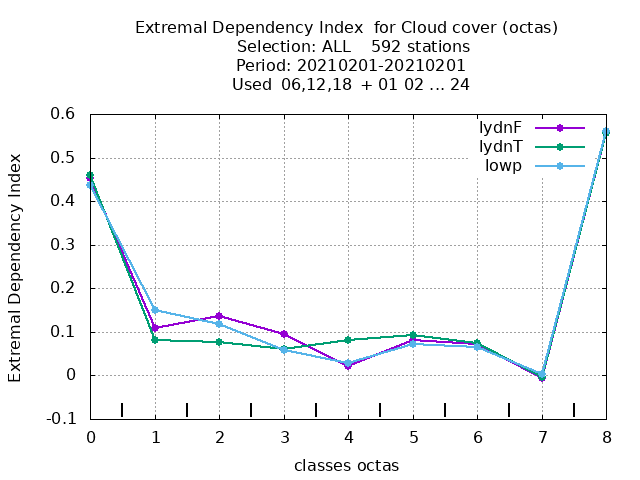 Extremal Dependency Index  for Cloud cover (octas)
Selection: ALL    592 stations
Period: 20210201-20210201
Used  06,12,18  + 01 02 ... 24
lydnF
lydnT
lowp
0.6
0.5
0.4
0.3
0.2
0.1
0
-0.1
Extremal Dependency Index
0 1 2 3 4 5 6 7 8
classes octas